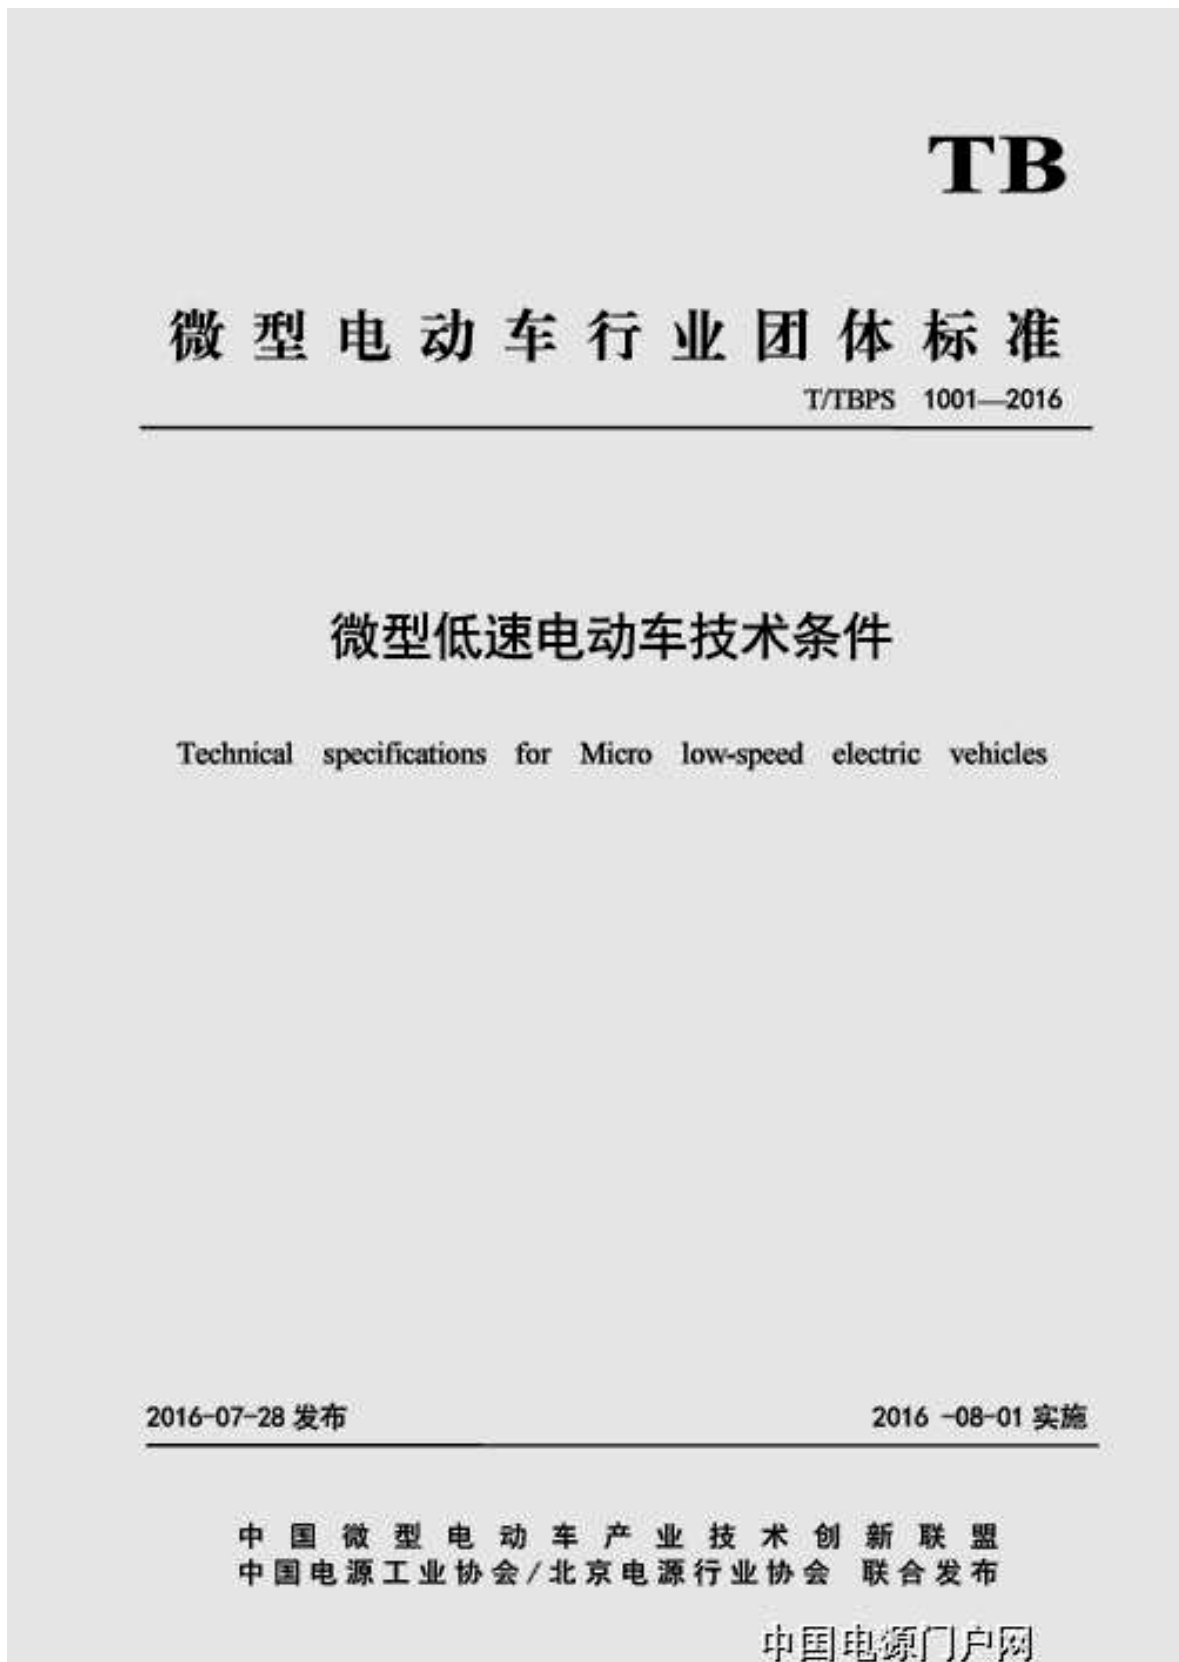 TB
微型电动车行业团体标准
T/TBPS 1001—2016
微型低速电动车技术条件
Technical specifications for Micro low-speed electric vehicles
2016-07-28 发布 2016 -08-01 实施
中国微型电动车产业技术创新联盟
中国电源工业协会/北京电源行业协会 联合发布
中国电源门户网